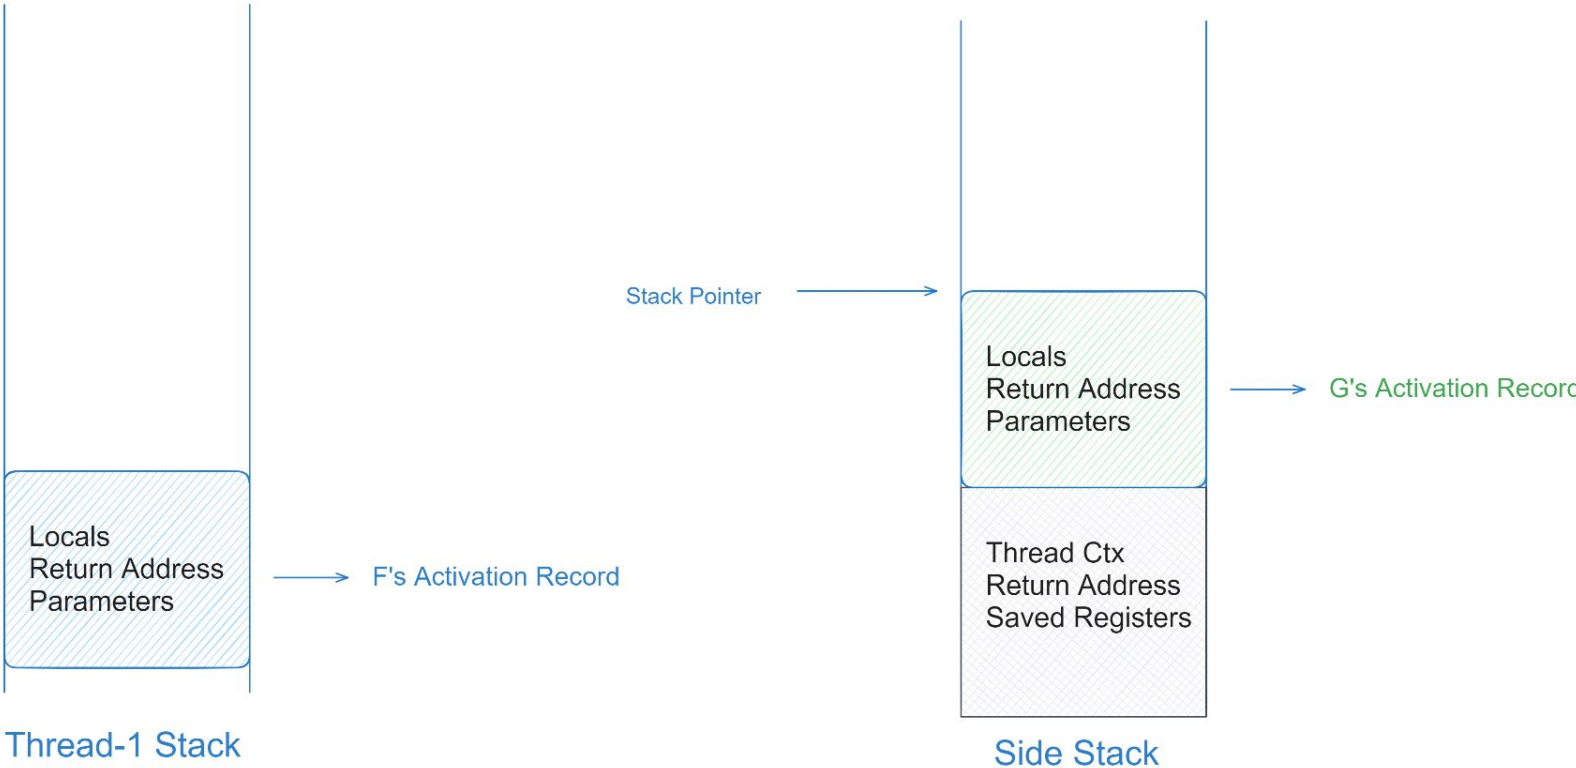 Stack Pointer
Locals
Return Address
Parameters
G's Activation Record
Locals
Return Address
Parameters
F's Activation Record
Thread Ctx
Return Address
Saved Registers
Thread-1 Stack
Side Stack